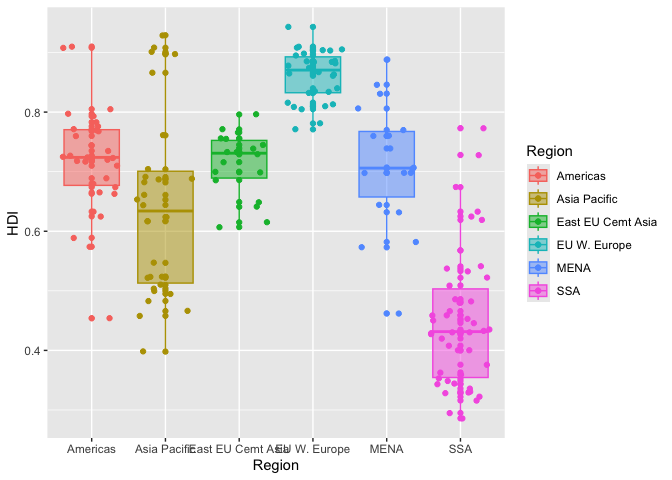 HDI
0.8
0.6
0.4
Americas Asia Pacific East EU Cemt Asia EU W. Europe MENA SSA
Region
Region
Americas
Asia Pacific
East EU Cemt Asia
EU W. Europe
MENA
SSA